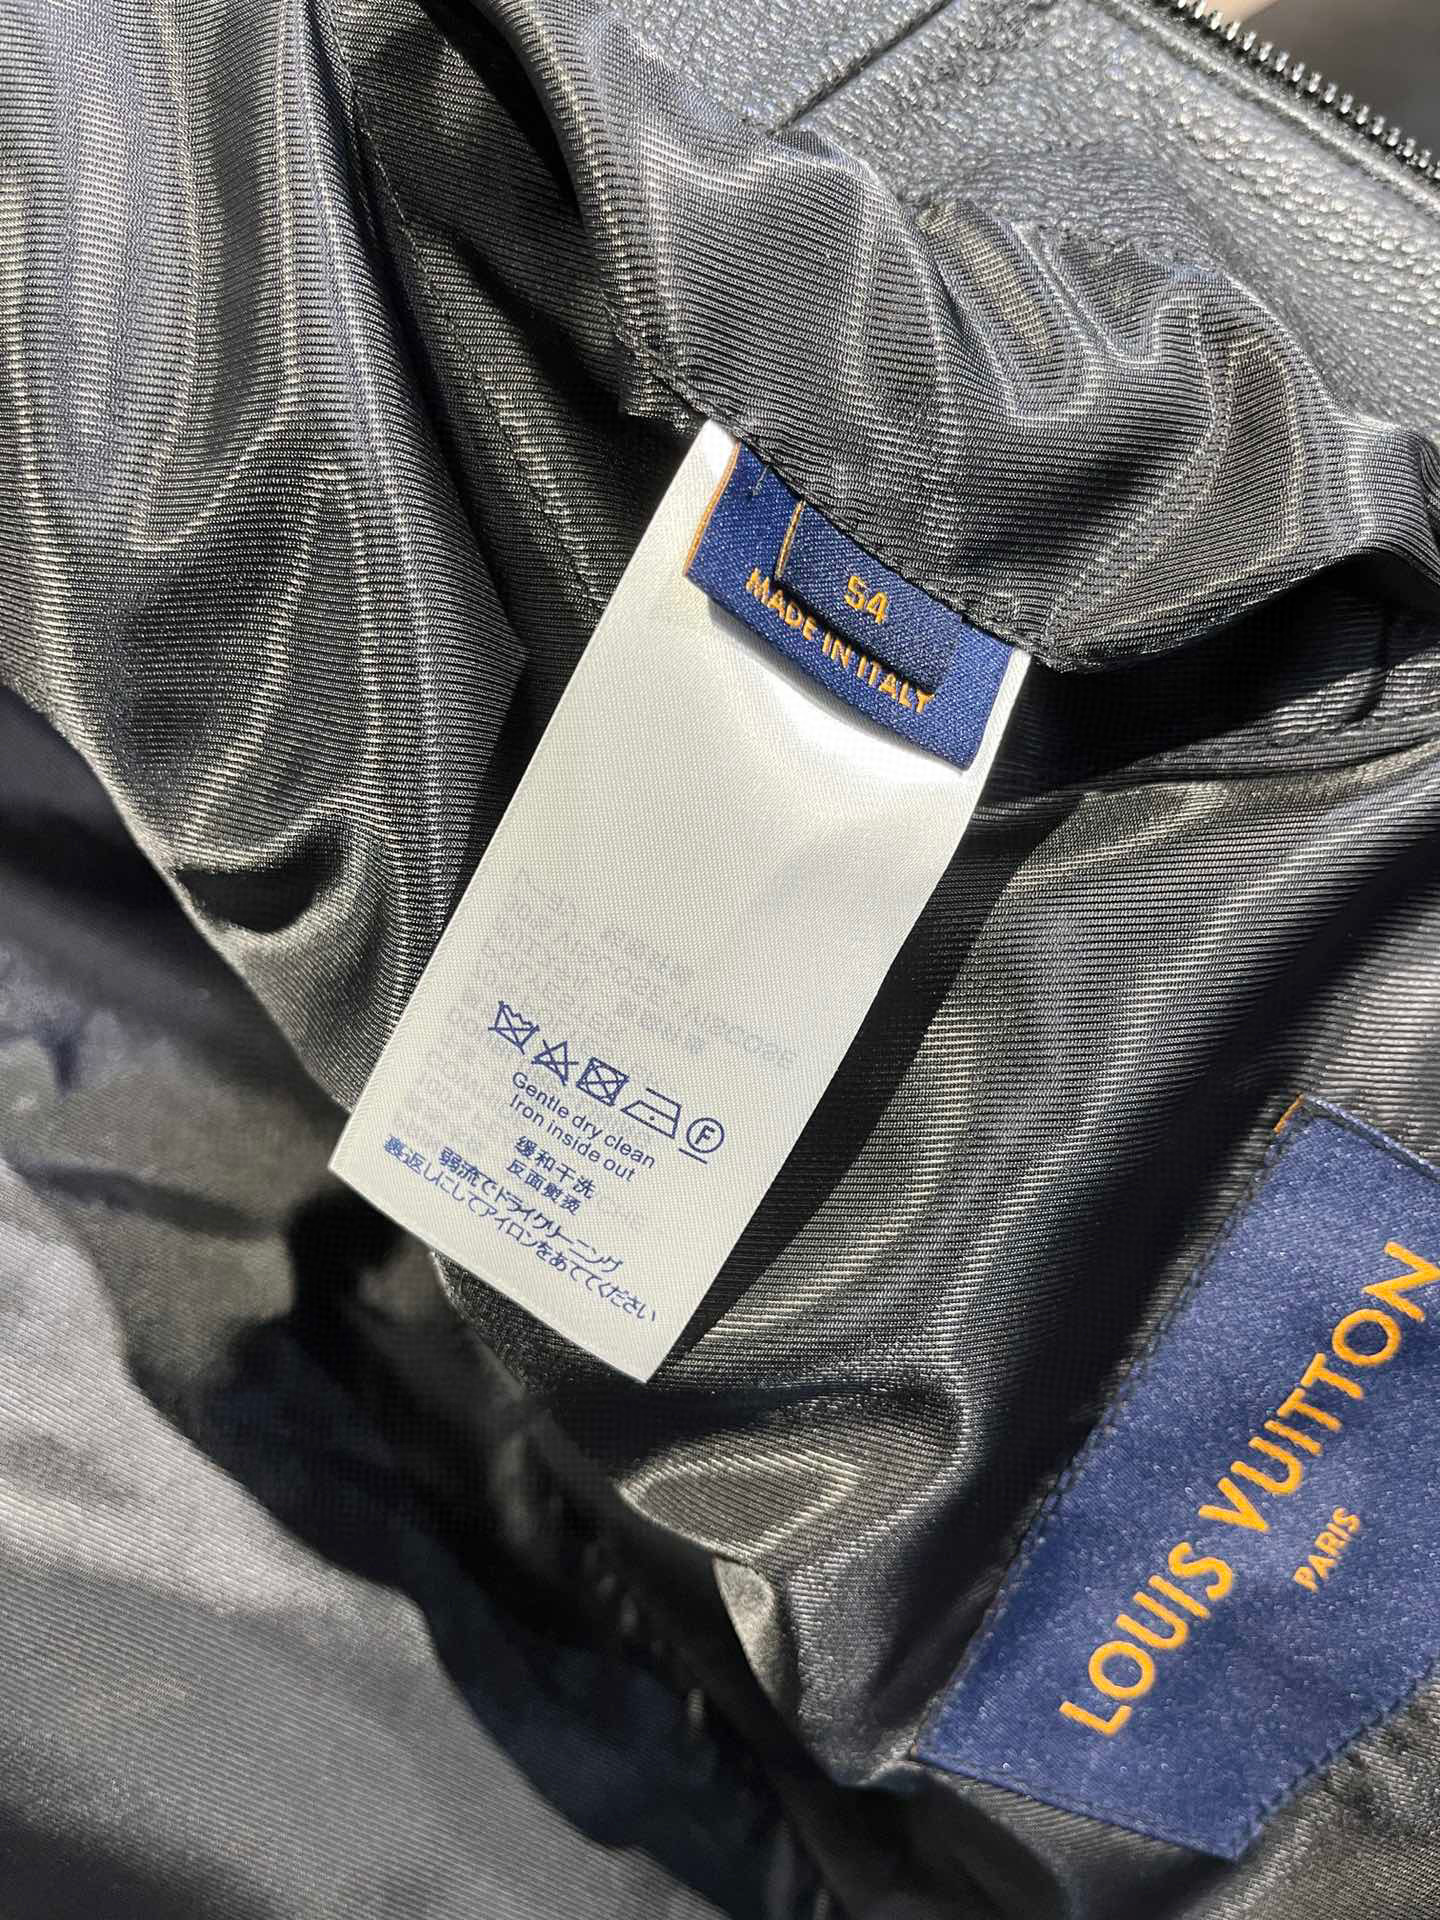 54
MADE IN ITALY
VISCOSE / VISCOSE
Gentle dry clean
Iron inside out
缓和干洗
反面熨烫
弱流でドライクリーニング
裏返しにしてアイロンをあててください
F
LOUIS VUITTON
PARIS